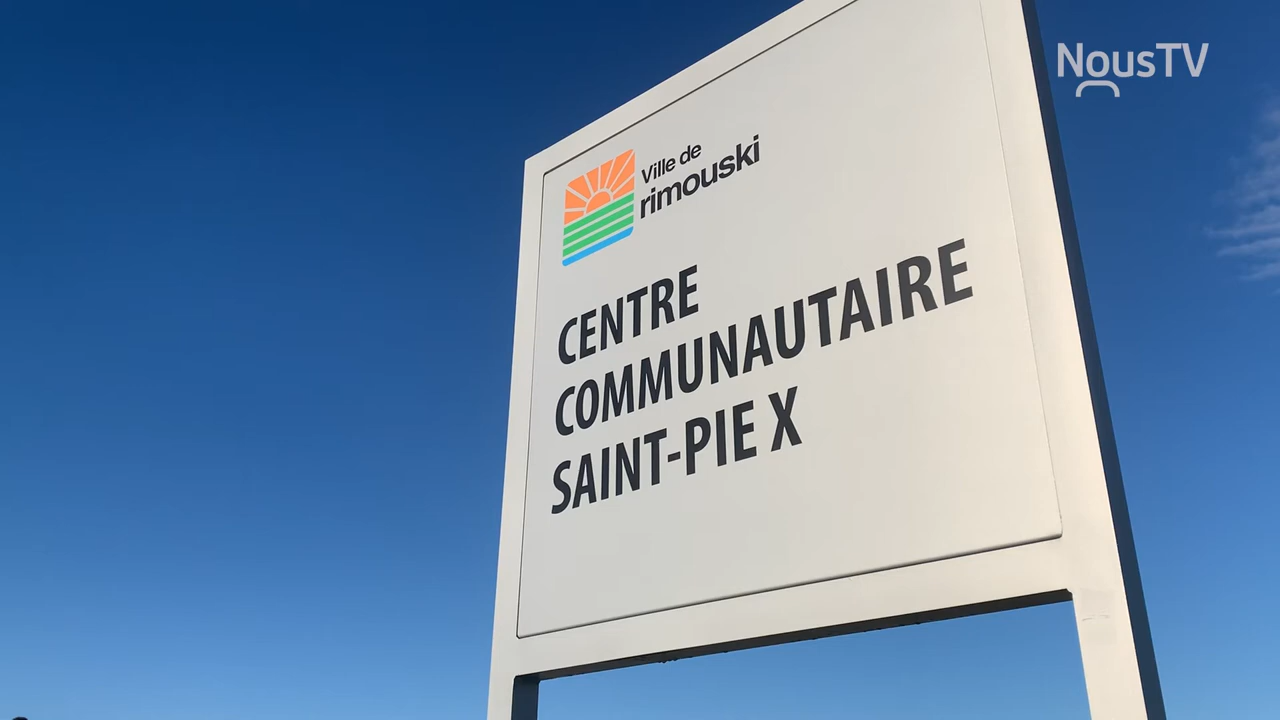 NousTV
Ville de
rimouski
CENTRE
COMMUNAUTAIRE
SAINT-PIE X